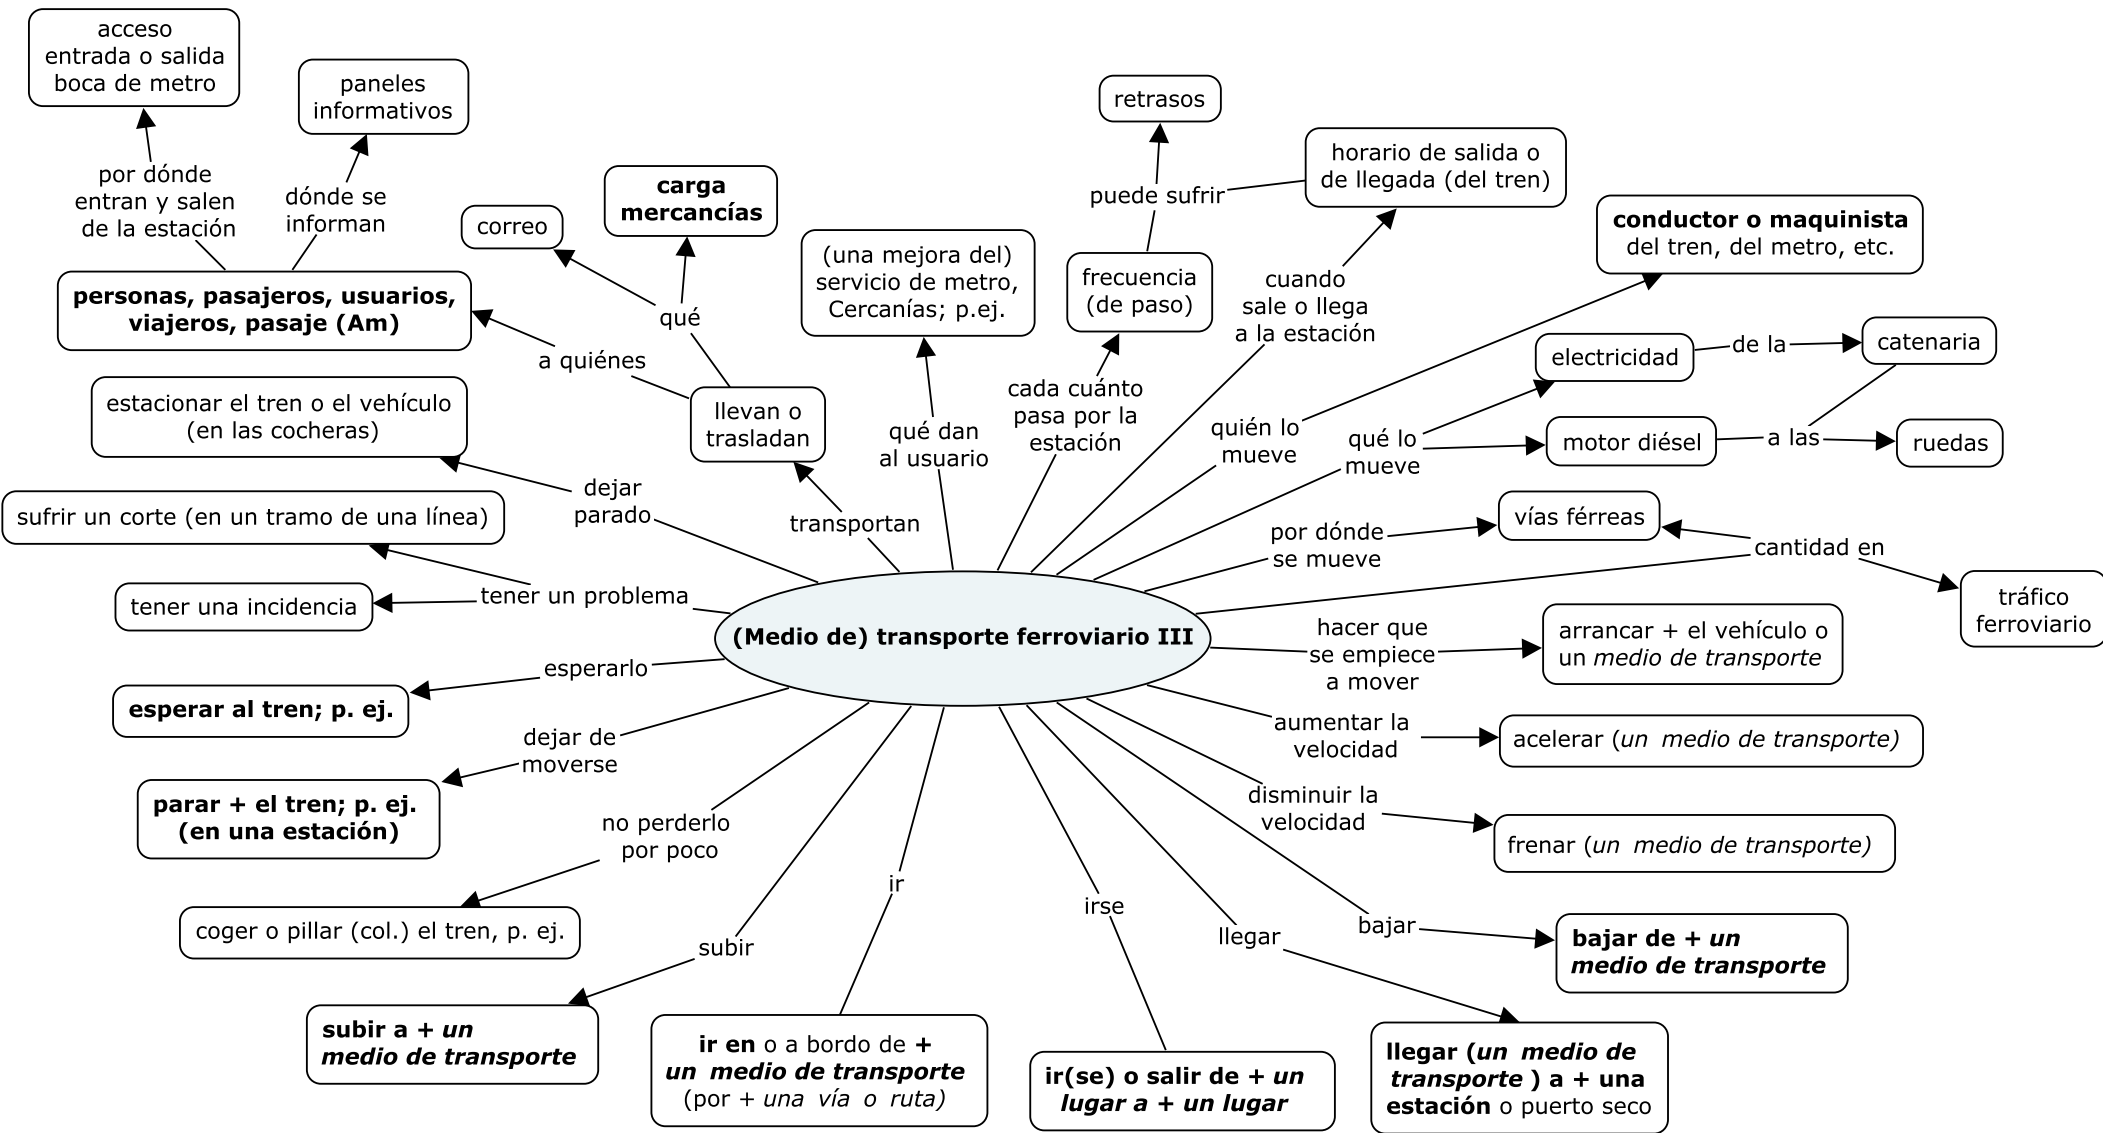 acceso
entrada o salida
boca de metro
paneles
informativos
por dónde
entran y salen
de la estación
dónde se
informan
personas, pasajeros, usuarios,
viajeros, pasaje (Am)
correo
carga
mercancías
qué
a quiénes
llevan o
trasladan
transportan
(una mejora del)
servicio de metro,
Cercanías; p.ej.
qué dan
al usuario
retrasos
puede sufrir
frecuencia
(de paso)
cada cuánto
pasa por la
estación
horario de salida o
de llegada (del tren)
cuando
sale o llega
a la estación
conductor o maquinista
del tren, del metro, etc.
quién lo
mueve
electricidad
de la
catenaria
qué lo
mueve
motor diésel
a las
ruedas
por dónde
se mueve
vías férreas
cantidad en
tráfico
ferroviario
estacionar el tren o el vehículo
(en las cocheras)
dejar
parado
sufrir un corte (en un tramo de una línea)
tener una incidencia
tener un problema
(Medio de) transporte ferroviario III
hacer que
se empiece
a mover
arrancar + el vehículo o
un medio de transporte
esperarlo
esperar al tren; p. ej.
aumentar la
velocidad
acelerar (un medio de transporte)
dejar de
moverse
parar + el tren; p. ej.
(en una estación)
disminuir la
velocidad
frenar (un medio de transporte)
no perderlo
por poco
coger o pillar (col.) el tren, p. ej.
subir
subir a + un
medio de transporte
ir
ir en o a bordo de +
un medio de transporte
(por + una vía o ruta)
irse
ir(se) o salir de + un
lugar a + un lugar
llegar
llegar (un medio de
transporte ) a + una
estación o puerto seco
bajar
bajar de + un
medio de transporte